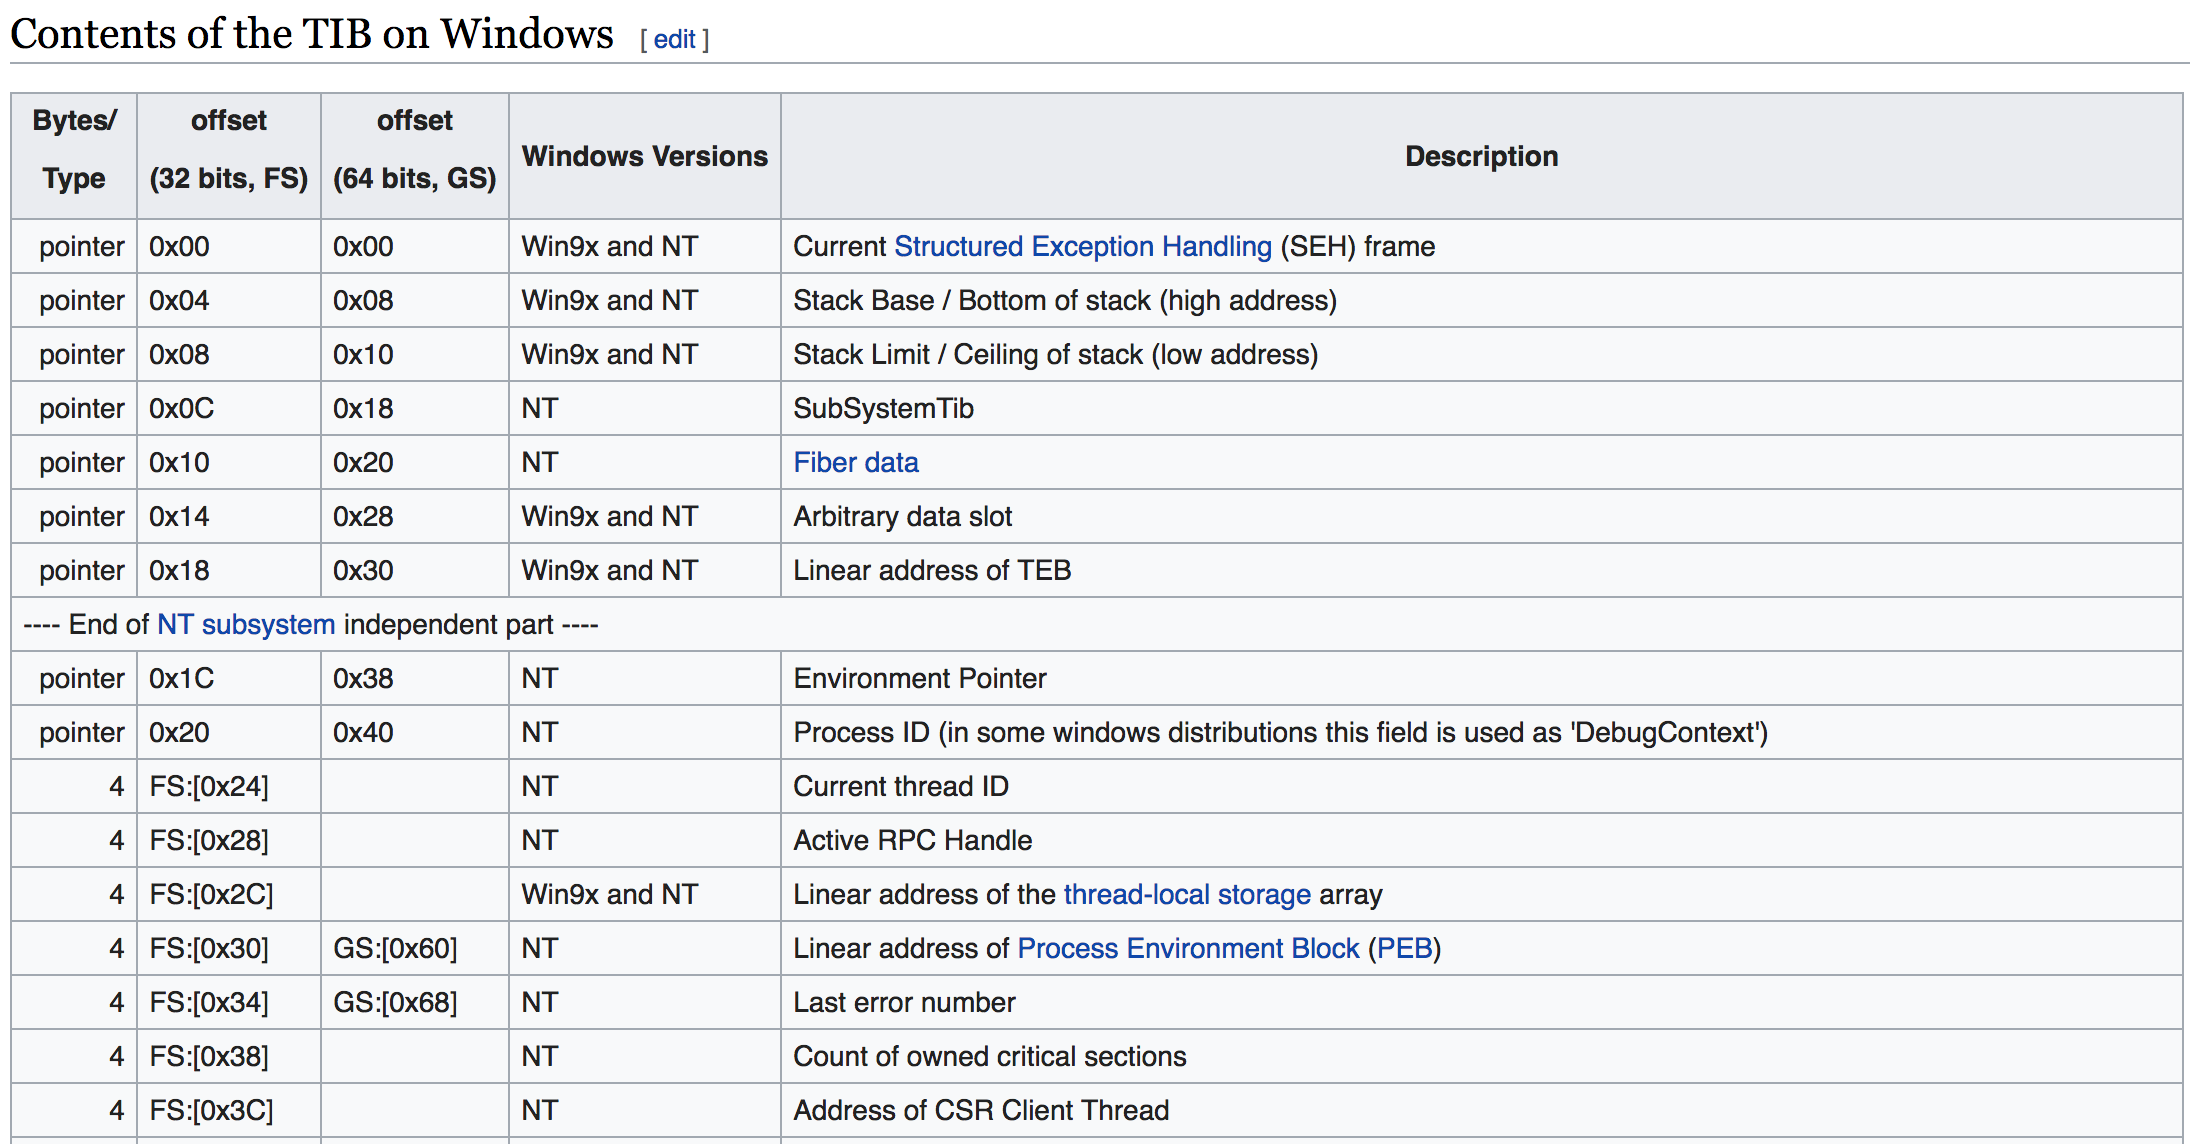 Contents of the TIB on Windows [ edit ]
Bytes/ Type offset (32 bits, FS) offset (64 bits, GS) Windows Versions Description
pointer 0x00 0x00 Win9x and NT Current Structured Exception Handling (SEH) frame
pointer 0x04 0x08 Win9x and NT Stack Base / Bottom of stack (high address)
pointer 0x08 0x10 Win9x and NT Stack Limit / Ceiling of stack (low address)
pointer 0x0C 0x18 NT SubSystemTib
pointer 0x10 0x20 NT Fiber data
pointer 0x14 0x28 Win9x and NT Arbitrary data slot
pointer 0x18 0x30 Win9x and NT Linear address of TEB
---- End of NT subsystem independent part ----
pointer 0x1C 0x38 NT Environment Pointer
pointer 0x20 0x40 NT Process ID (in some windows distributions this field is used as 'DebugContext')
4 FS:[0x24] NT Current thread ID
4 FS:[0x28] NT Active RPC Handle
4 FS:[0x2C] Win9x and NT Linear address of the thread-local storage array
4 FS:[0x30] GS:[0x60] NT Linear address of Process Environment Block (PEB)
4 FS:[0x34] GS:[0x68] NT Last error number
4 FS:[0x38] NT Count of owned critical sections
4 FS:[0x3C] NT Address of CSR Client Thread